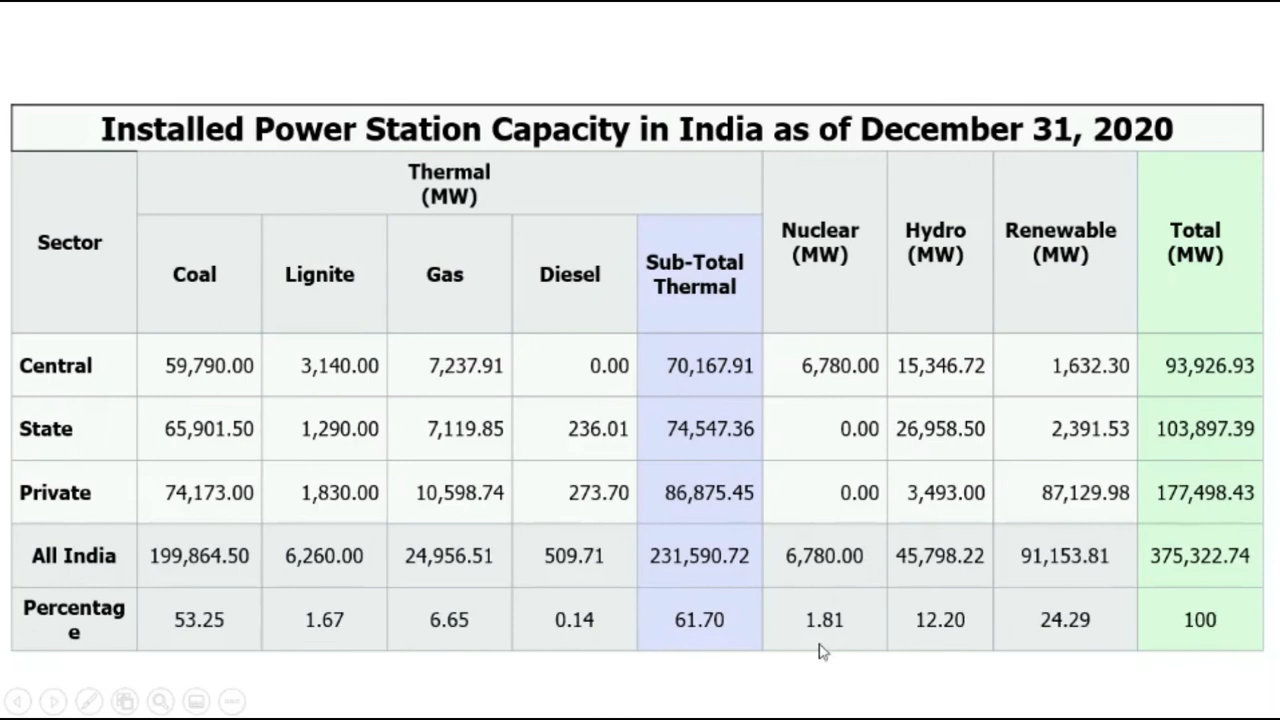 Installed Power Station Capacity in India as of December 31, 2020
Sector
Thermal
(MW)
Nuclear
(MW)
Hydro
(MW)
Renewable
(MW)
Total
(MW)
Coal
Lignite
Gas
Diesel
Sub-Total
Thermal
Central 59,790.00 3,140.00 7,237.91 0.00 70,167.91 6,780.00 15,346.72 1,632.30 93,926.93
State 65,901.50 1,290.00 7,119.85 236.01 74,547.36 0.00 26,958.50 2,391.53 103,897.39
Private 74,173.00 1,830.00 10,598.74 273.70 86,875.45 0.00 3,493.00 87,129.98 177,498.43
All India 199,864.50 6,260.00 24,956.51 509.71 231,590.72 6,780.00 45,798.22 91,153.81 375,322.74
Percentag
e 53.25 1.67 6.65 0.14 61.70 1.81 12.20 24.29 100